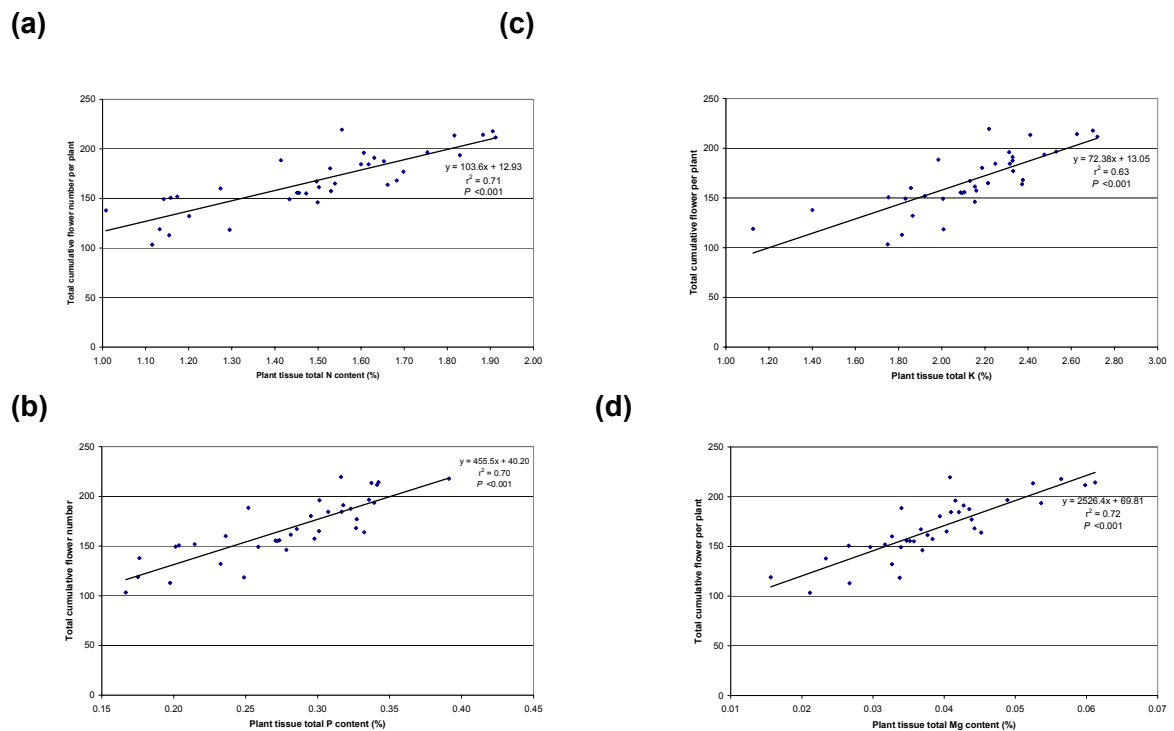 (a)
250
200
150
100
50
0
Total cumulative flower number per plant
y = 103.6x + 12.93
r² = 0.71
P <0.001
1.00 1.10 1.20 1.30 1.40 1.50 1.60 1.70 1.80 1.90 2.00
Plant tissue total N content (%)
(c)
250
200
150
100
50
0
Total cumulative flower per plant
y = 72.38x + 13.05
r² = 0.63
P <0.001
1.00 1.20 1.40 1.60 1.80 2.00 2.20 2.40 2.60 2.80 3.00
Plant tissue total K (%)
(b)
250
200
150
100
50
0
Total cumulative flower number
y = 455.5x + 40.20
r² = 0.70
P <0.001
0.15 0.20 0.25 0.30 0.35 0.40 0.45
Plant tissue total P content (%)
(d)
250
200
150
100
50
0
Total cumulative flower per plant
y = 2526.4x + 69.81
r² = 0.72
P <0.001
0.01 0.02 0.03 0.04 0.05 0.06 0.07
Plant tissue total Mg content (%)